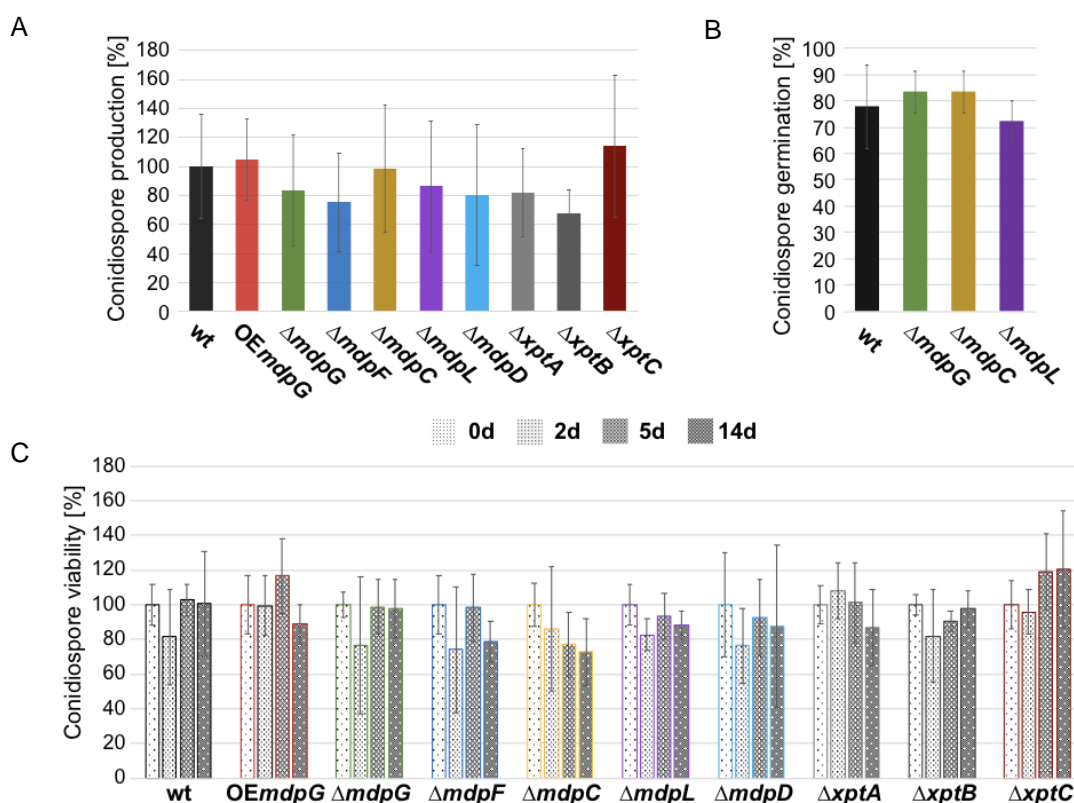 A
Conidiospore production [%]
180
160
140
120
100
80
60
40
20
0
wt
OEmdpG
ΔmdpG
ΔmdpF
ΔmdpC
ΔmdpL
ΔmdpD
ΔxptA
ΔxptB
ΔxptC
B
Conidiospore germination [%]
100
90
80
70
60
50
40
30
20
10
0
wt
ΔmdpG
ΔmdpC
ΔmdpL
0d 2d 5d 14d
C
Conidiospore viability [%]
180
160
140
120
100
80
60
40
20
0
wt OEmdpG ΔmdpG ΔmdpF ΔmdpC ΔmdpL ΔmdpD ΔxptA ΔxptB ΔxptC